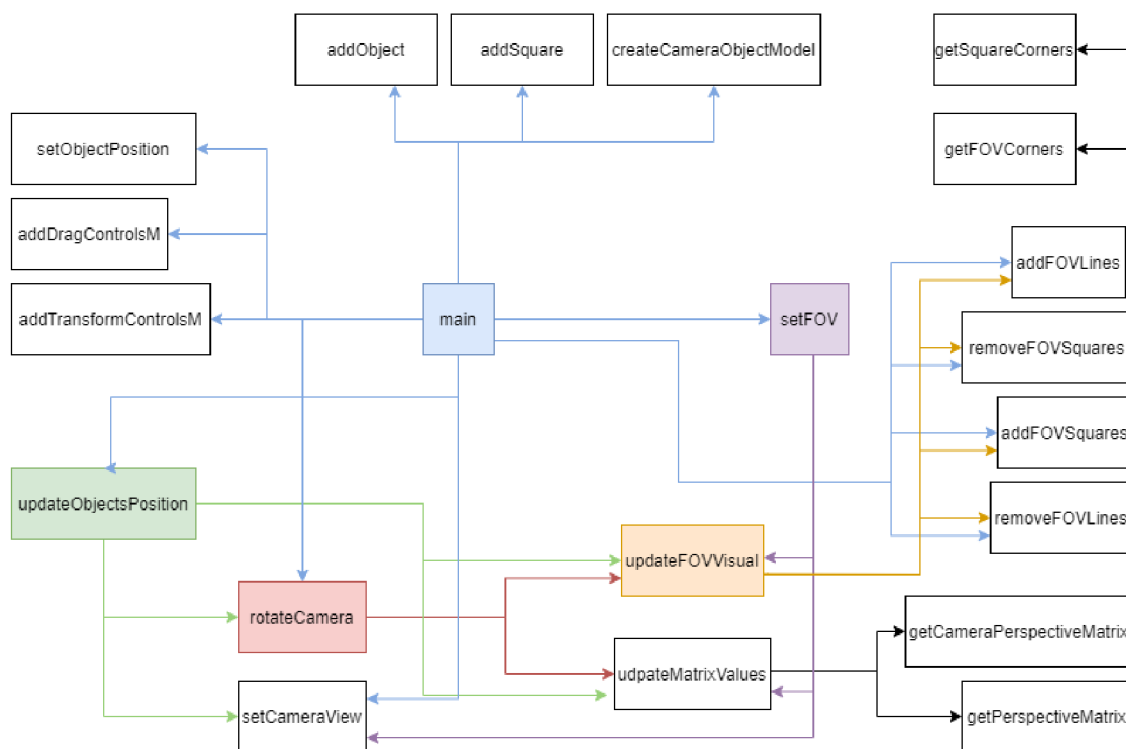 addObject
addSquare
createCameraObjectModel
getSquareCorners
setObjectPosition
getFOVCorners
addDragControlsM
addFOVLines
addTransformControlsM
main
setFOV
removeFOVSquares
addFOVSquares
updateObjectsPosition
removeFOVLines
updateFOVVisual
rotateCamera
getCameraPerspectiveMatrix
udpateMatrixValues
setCameraView
getPerspectiveMatrix